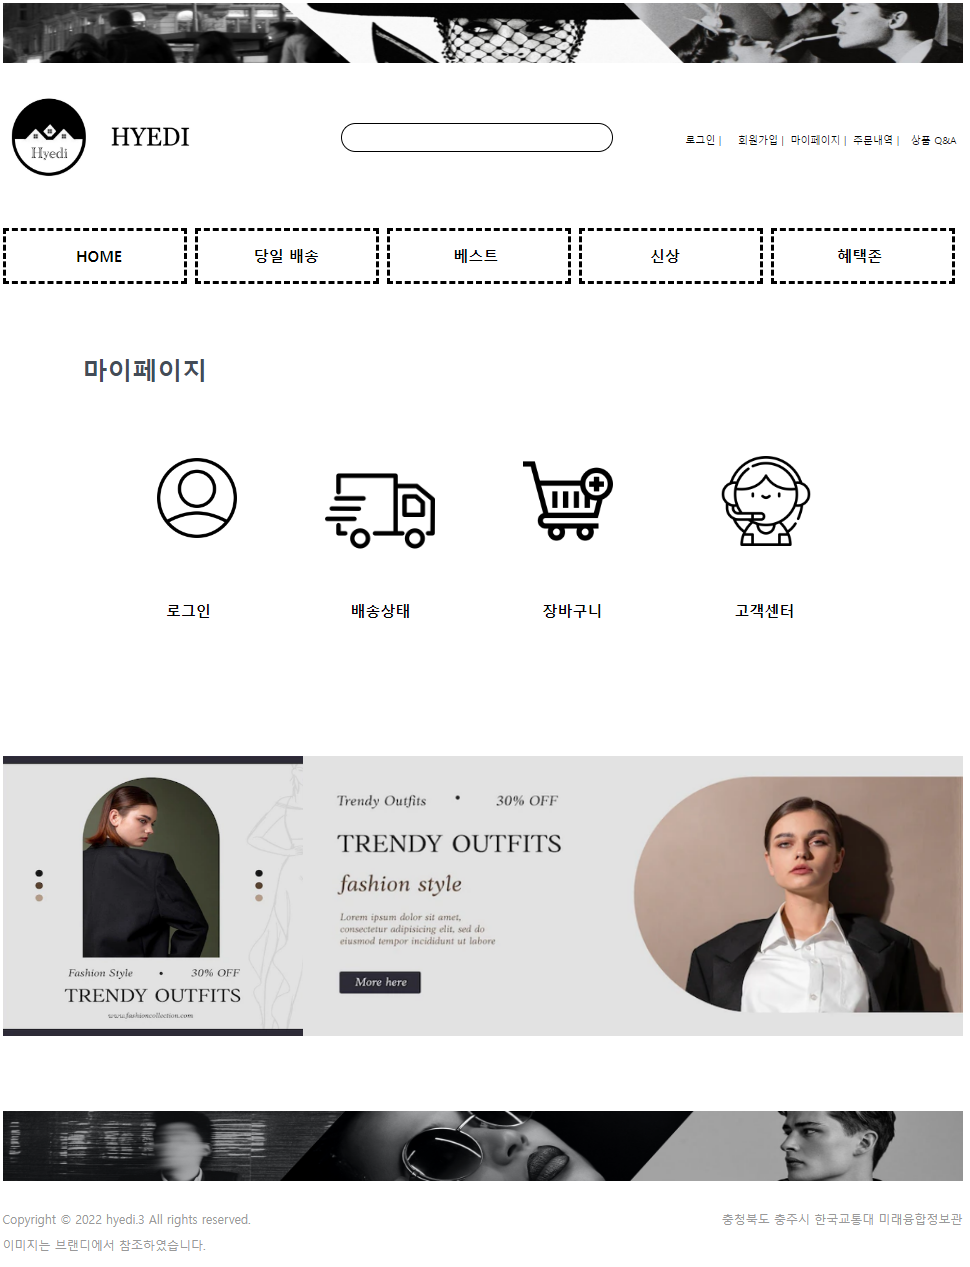 Hyedi
HYEDI
로그인 | 회원가입 | 마이페이지 | 주문내역 | 상품 Q&A
HOME
당일 배송
베스트
신상
혜택존
마이페이지
로그인
배송상태
장바구니
고객센터
Fashion Style • 30% OFF
TRENDY OUTFITS
www.fashioncollection.com
Trendy Outfits • 30% OFF
TRENDY OUTFITS
fashion style
Lorem ipsum dolor sit amet,
consectetur adipisicing elit, sed do
eiusmod tempor incididunt ut labore
More here
Copyright © 2022 hyedi.3 All rights reserved.
충청북도 충주시 한국교통대 미래융합정보관
이미지는 브랜디에서 참조하였습니다.